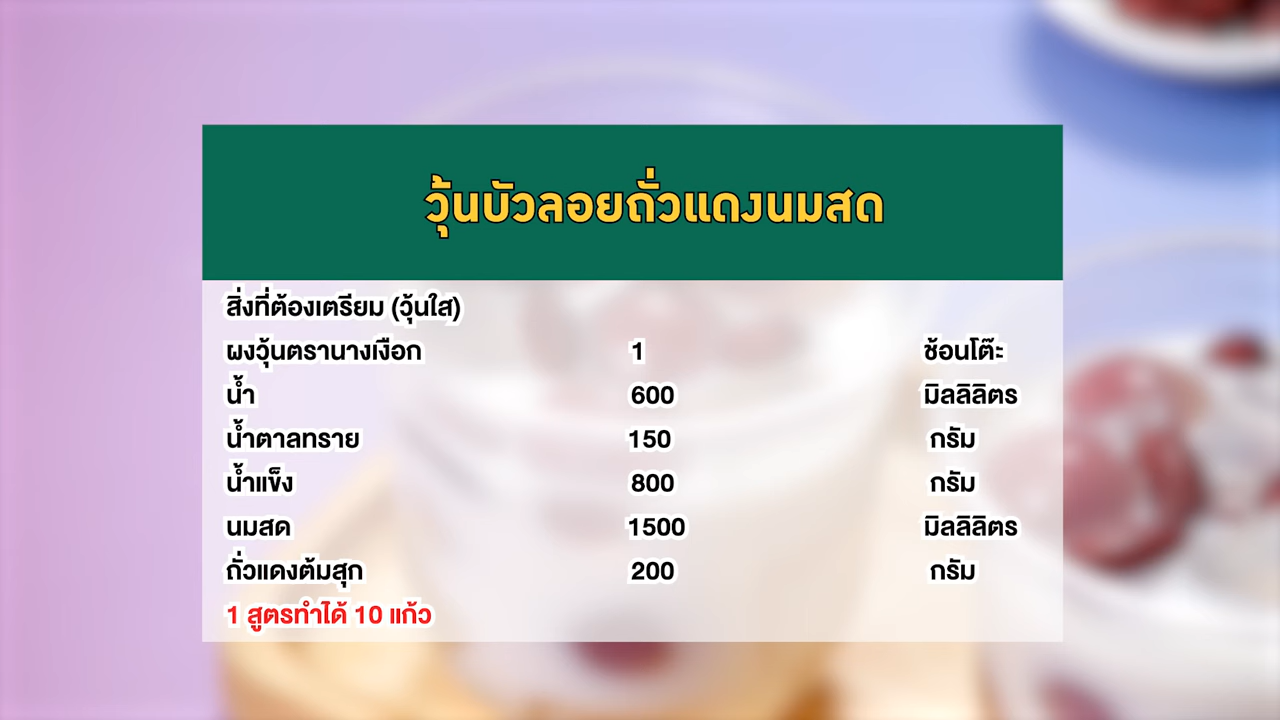 วุ้นบัวลอยถั่วแดงนมสด
สิ่งที่ต้องเตรียม (วุ้นใส)
ผงวุ้นตรานางเงือก 1 ช้อนโต๊ะ
น้ำ 600 มิลลิลิตร
น้ำตาลทราย 150 กรัม
น้ำแข็ง 800 กรัม
นมสด 1500 มิลลิลิตร
ถั่วแดงต้มสุก 200 กรัม
1 สูตรทำได้ 10 แก้ว